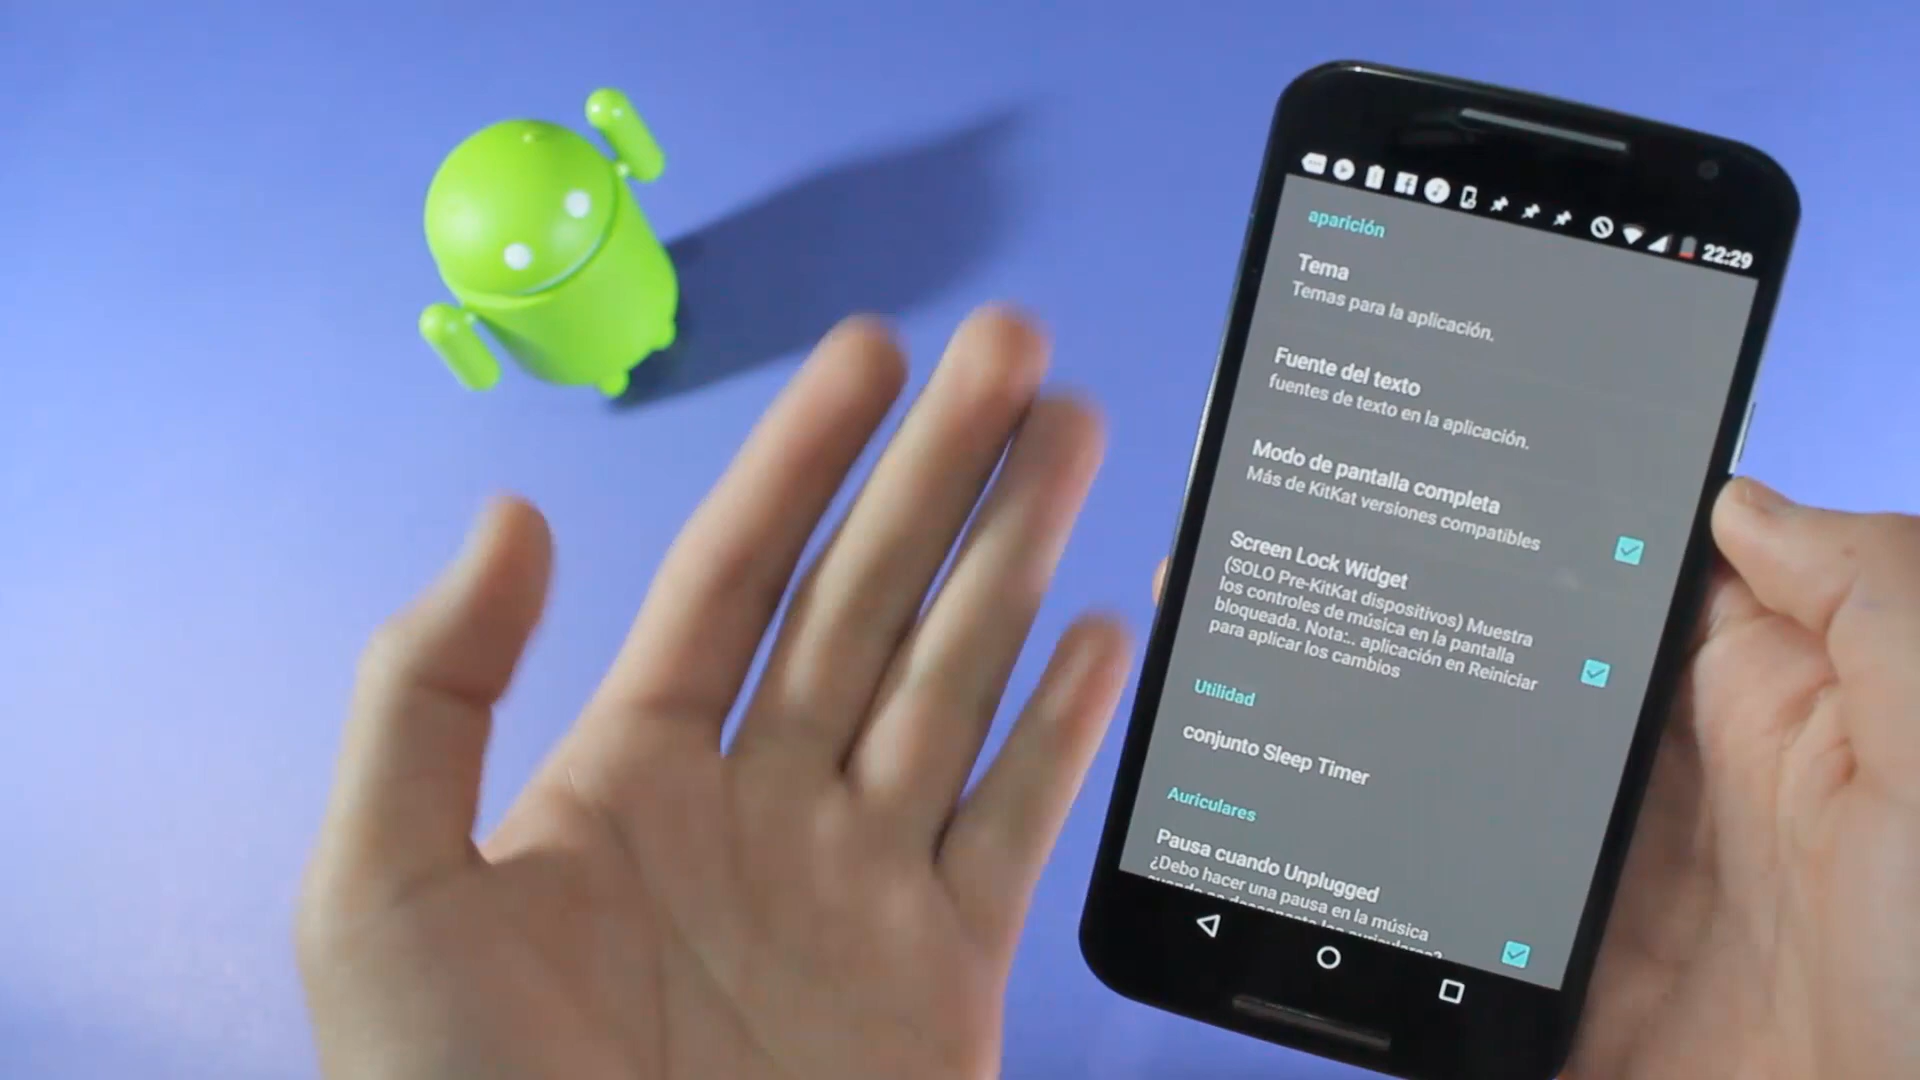 22:29
aparición
Tema
Temas para la aplicación.
Fuente del texto
fuentes de texto en la aplicación.
Modo de pantalla completa
Más de KitKat versiones compatibles
Screen Lock Widget
(SOLO Pre-KitKat dispositivos) Muestra
los controles de música en la pantalla
bloqueada. Nota:.. aplicación en Reiniciar
para aplicar los cambios
Utilidad
conjunto Sleep Timer
Auriculares
Pausa cuando Unplugged
¿Debo hacer una pausa en la música